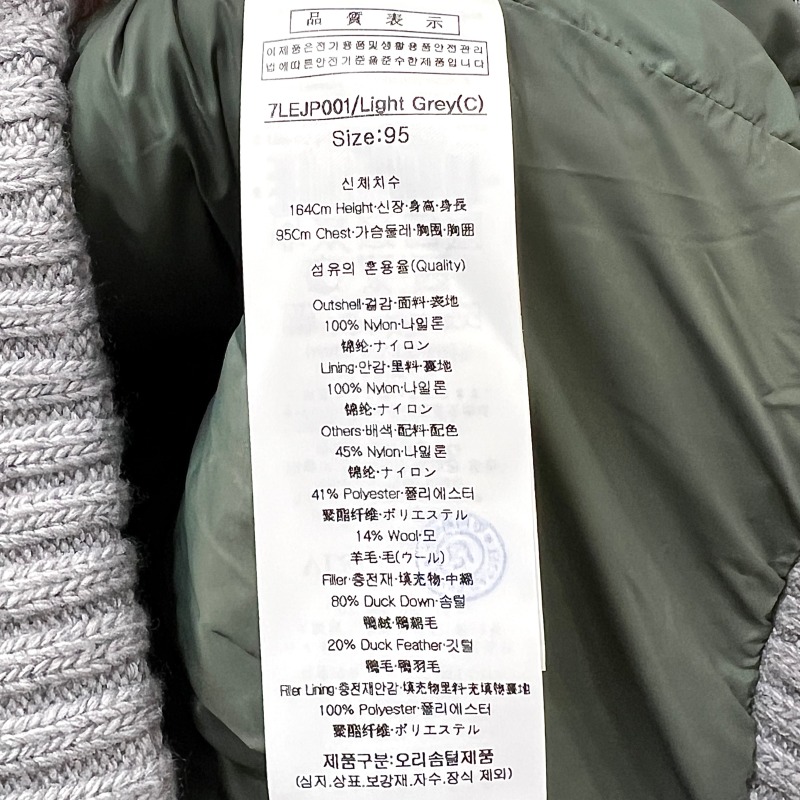 品質表示
이제품은전기용품및생활용품안전관리
법에따른안전기준을준수한제품입니다
7LEJP001/Light Grey(C)
Size:95
신체치수
164Cm Height·신장·身高·身長
95Cm Chest·가슴둘레·胸围·胸囲
섬유의 혼용율(Quality)
Outshell·겉감·面料·表地
100% Nylon·나일론
锦纶·ナイロン
Lining·안감·里料·裏地
100% Nylon·나일론
锦纶·ナイロン
Others·배색·配料·配色
45% Nylon·나일론
锦纶·ナイロン
41% Polyester·폴리에스터
聚酯纤维·ポリエステル
14% Wool·모
羊毛·毛(ウール)
Filler·충전재·填充物·中綿
80% Duck Down·솜털
鸭绒·鴨綿毛
20% Duck Feather·깃털
鸭毛·鴨羽毛
Filler Lining·충전재안감·填充物里料·充填物裏地
100% Polyester·폴리에스터
聚酯纤维·ポリエステル
제품구분:오리솜털제품
(심지.상표.보강재.자수.장식 제외)